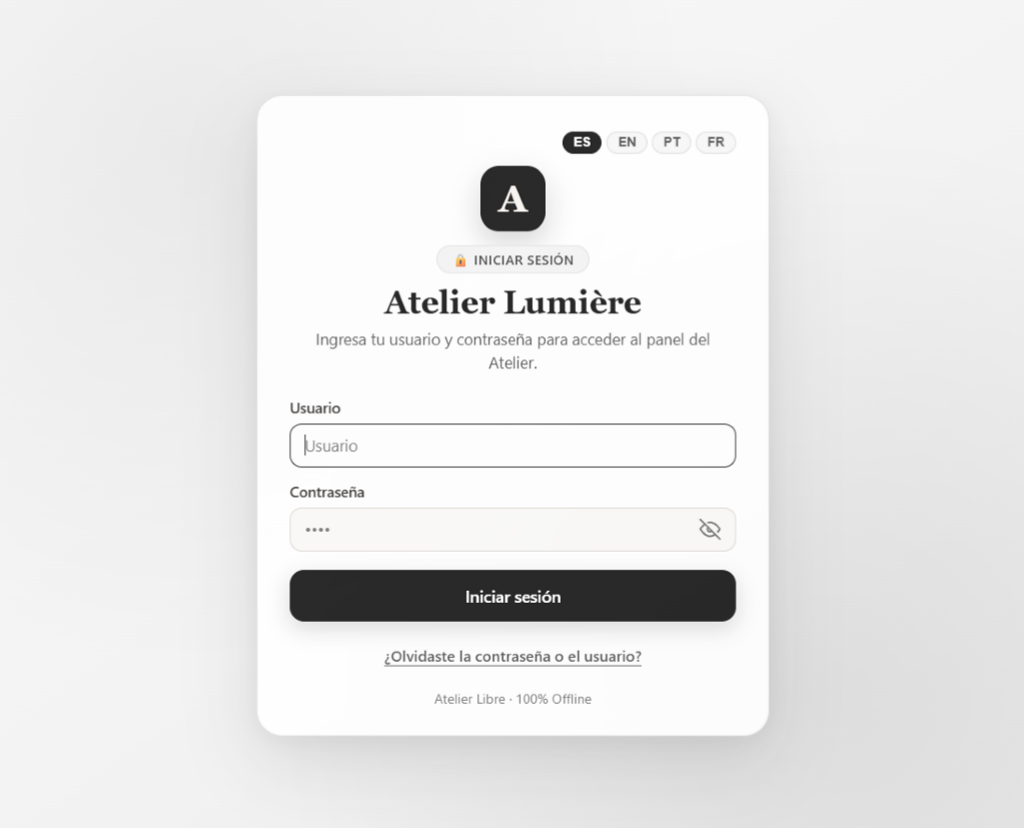 ES EN PT FR
A
🔒 INICIAR SESIÓN
Atelier Lumière
Ingresa tu usuario y contraseña para acceder al panel del
Atelier.
Usuario
Usuario
Contraseña
••••
Iniciar sesión
¿Olvidaste la contraseña o el usuario?
Atelier Libre · 100% Offline